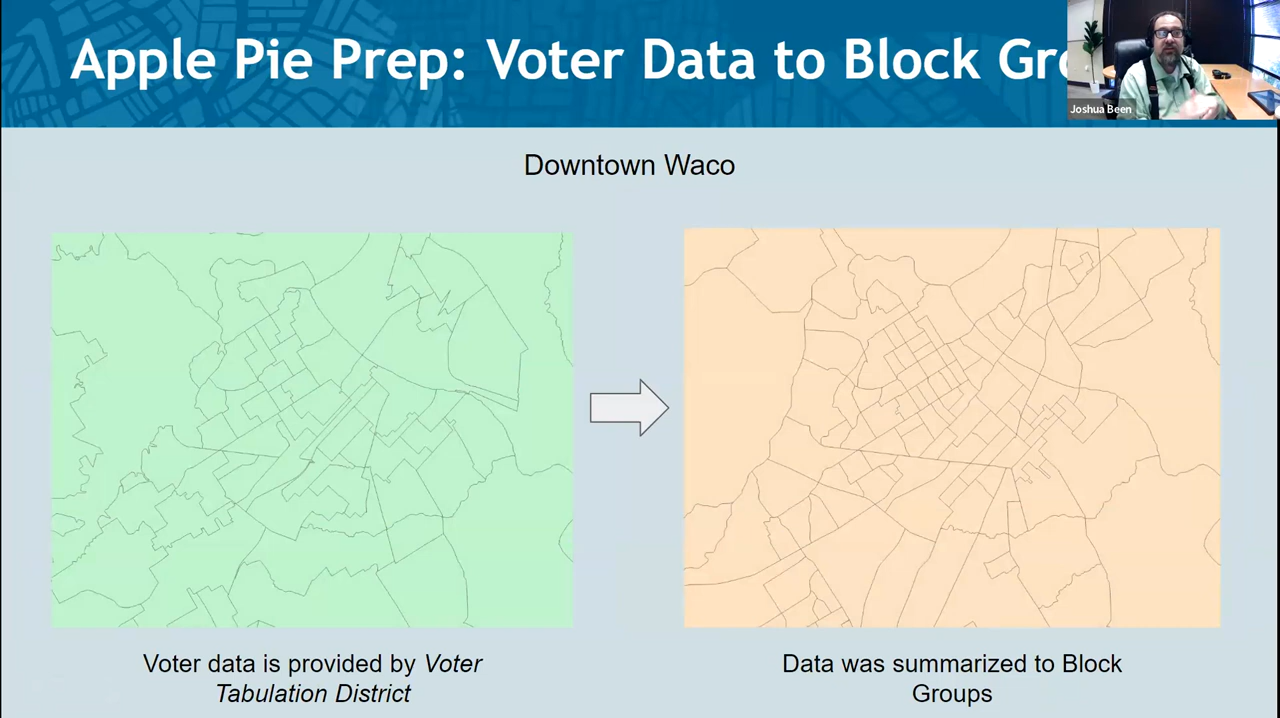 Apple Pie Prep: Voter Data to Block Gro
Joshua Been
Downtown Waco
Voter data is provided by Voter
Tabulation District
Data was summarized to Block
Groups